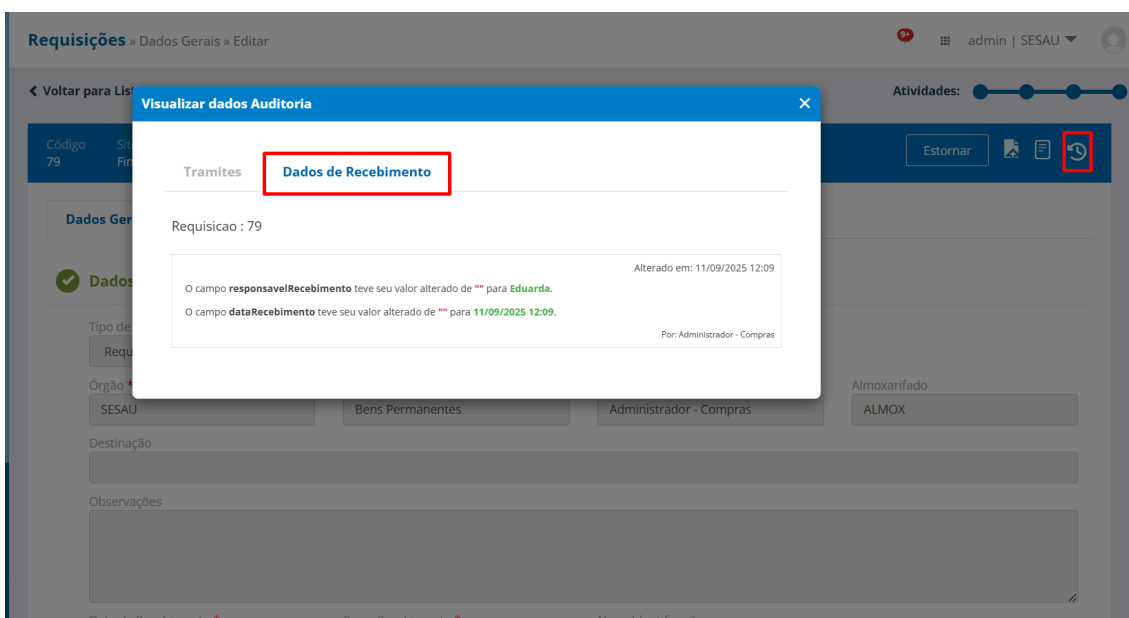 Requisições » Dados Gerais » Editar
9+
admin | SESAU
Voltar para List
Atividades:
Visualizar dados Auditoria
Código
79
Estornar
Tramites
Dados de Recebimento
Dados Ger
Requisicao : 79
Alterado em: 11/09/2025 12:09
O campo responsavelRecebimento teve seu valor alterado de "" para Eduarda.
O campo dataRecebimento teve seu valor alterado de "" para 11/09/2025 12:09.
Por: Administrador - Compras
Dados
Tipo de
Requ
Órgão *
Almoxarifado
SESAU
Bens Permanentes
Administrador - Compras
ALMOX
Destinação
Observações